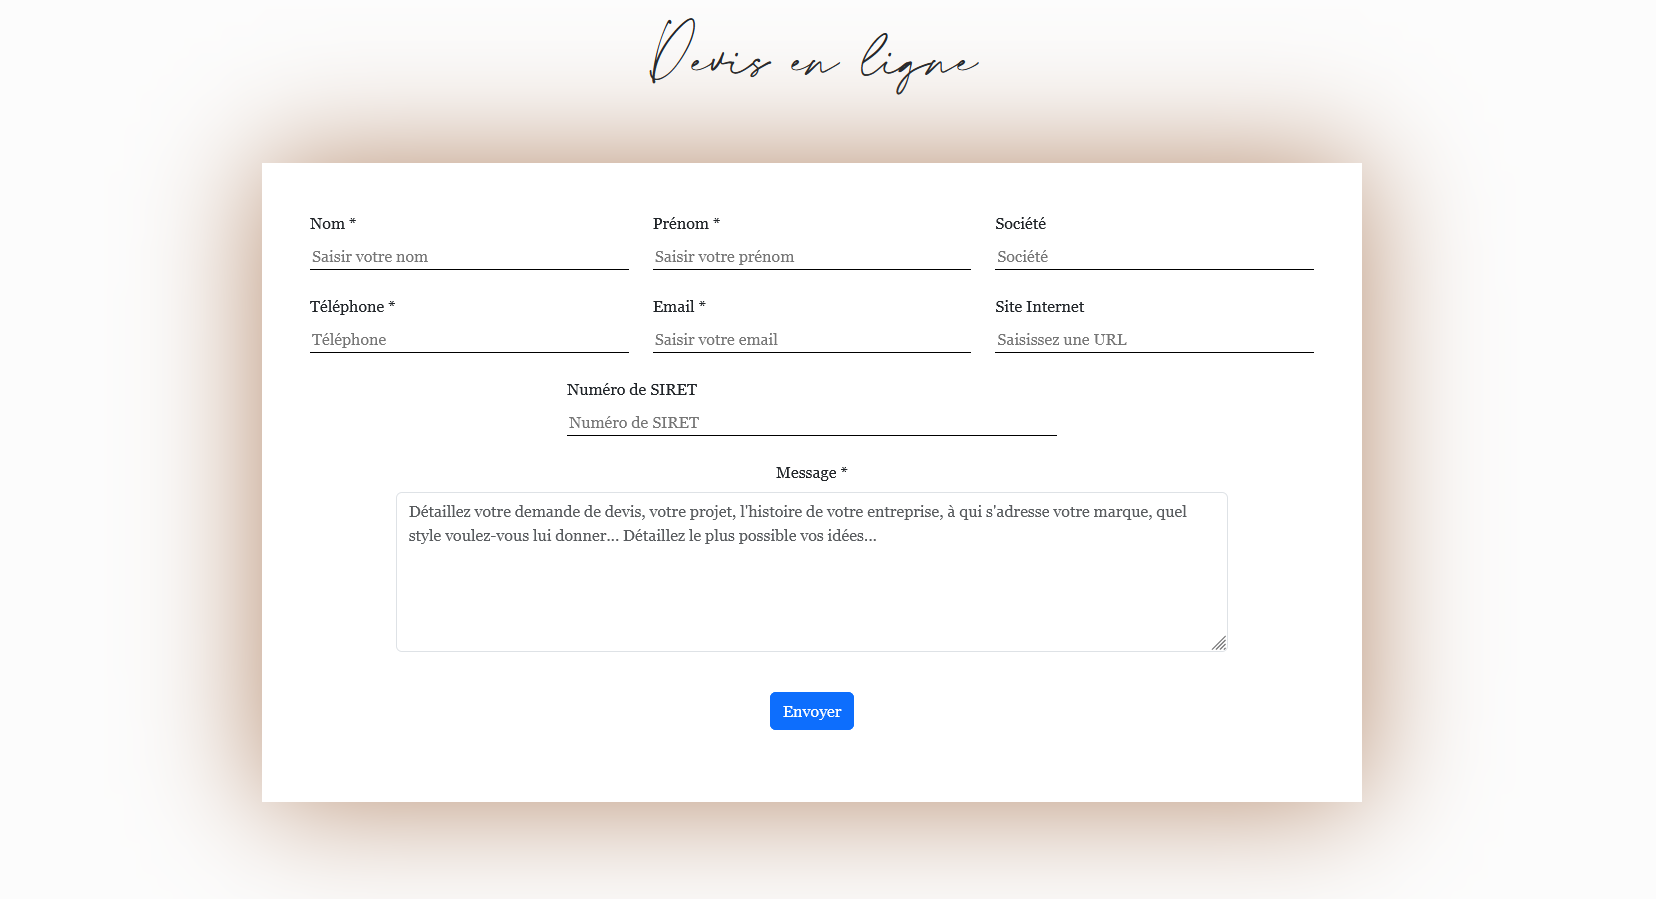 Devis en ligne
Nom *
Prénom *
Société
Saisir votre nom
Saisir votre prénom
Société
Téléphone *
Email *
Site Internet
Téléphone
Saisir votre email
Saisissez une URL
Numéro de SIRET
Numéro de SIRET
Message *
Détaillez votre demande de devis, votre projet, l'histoire de votre entreprise, à qui s'adresse votre marque, quel
style voulez-vous lui donner... Détaillez le plus possible vos idées...
Envoyer